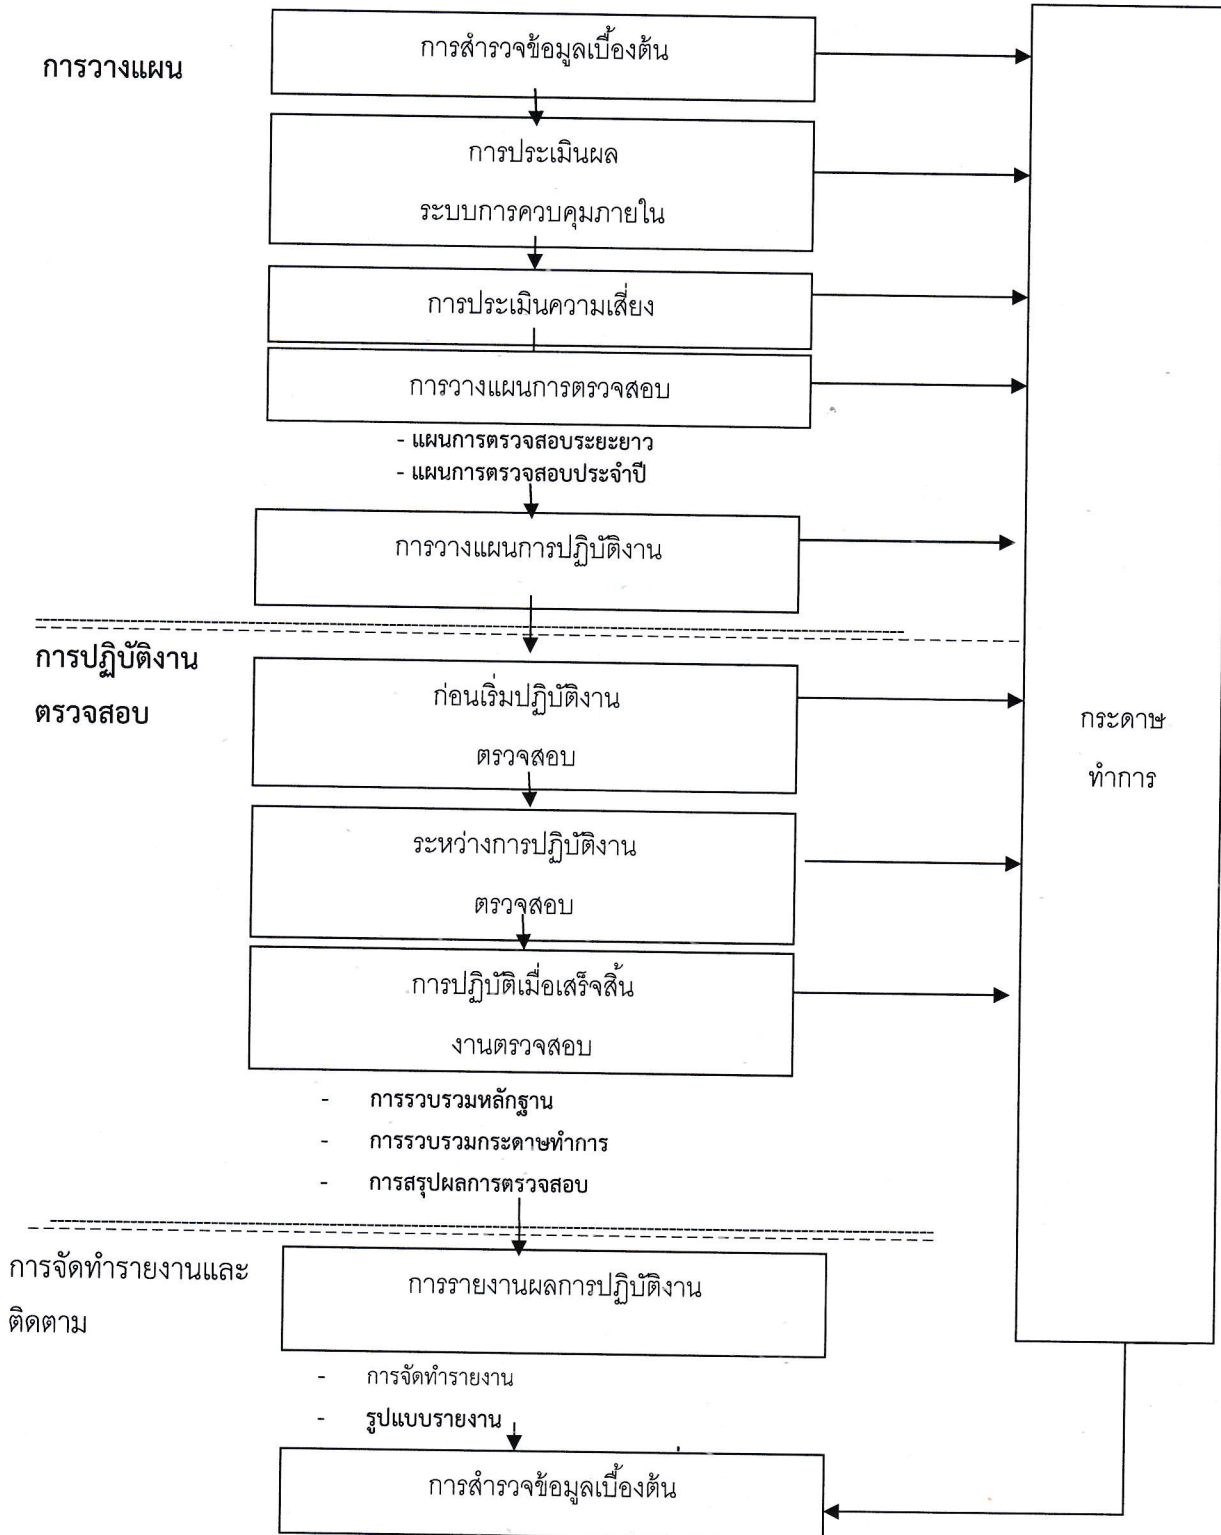 การสำรวจข้อมูลเบื้องต้น
การวางแผน
การประเมินผล
ระบบการควบคุมภายใน
การประเมินความเสี่ยง
การวางแผนการตรวจสอบ
- แผนการตรวจสอบระยะยาว
- แผนการตรวจสอบประจำปี
การวางแผนการปฏิบัติงาน
การปฏิบัติงาน
ตรวจสอบ
ก่อนเริ่มปฏิบัติงาน
ตรวจสอบ
กระดาษ
ทำการ
ระหว่างการปฏิบัติงาน
ตรวจสอบ
การปฏิบัติเมื่อเสร็จสิ้น
งานตรวจสอบ
- การรวบรวมหลักฐาน
- การรวบรวมกระดาษทำการ
- การสรุปผลการตรวจสอบ
การจัดทำรายงานและ
ติดตาม
การรายงานผลการปฏิบัติงาน
- การจัดทำรายงาน
- รูปแบบรายงาน
การสำรวจข้อมูลเบื้องต้น